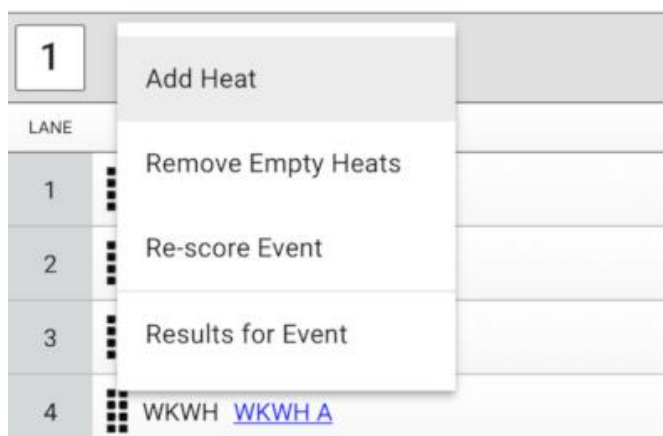 1
Add Heat
LANE
Remove Empty Heats
1
Re-score Event
2
Results for Event
3
4 WKWH WKWH A